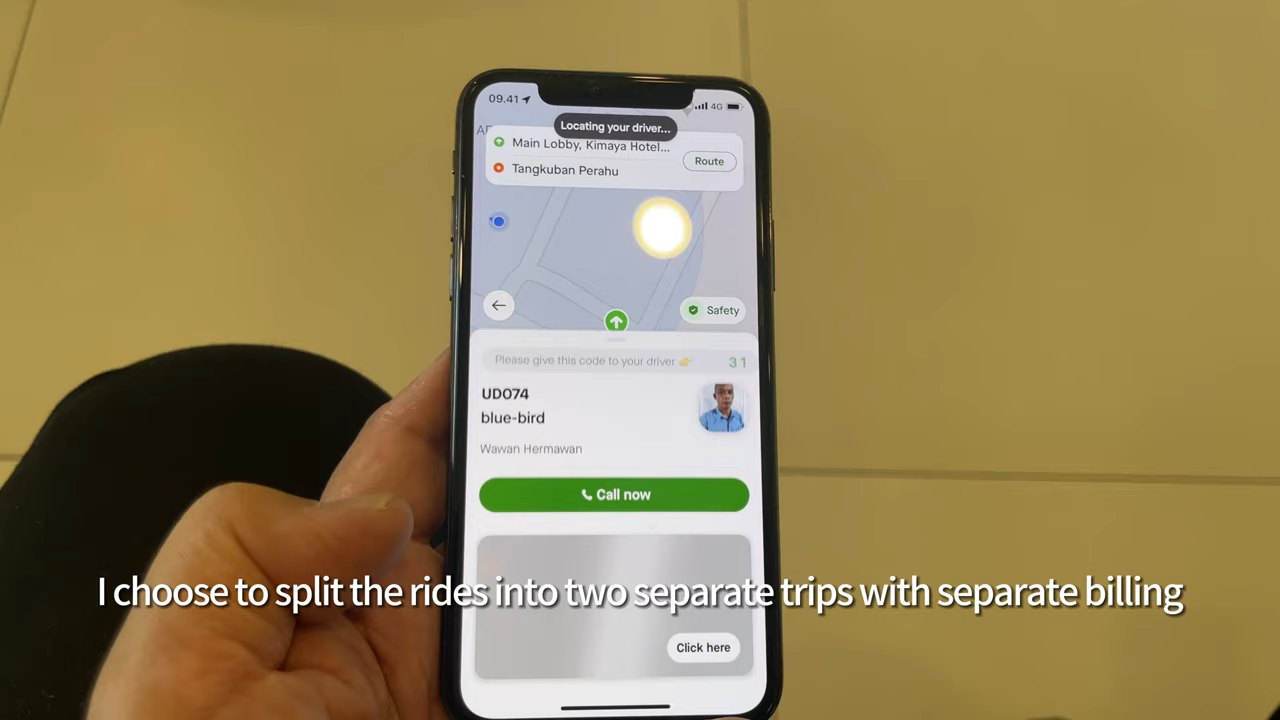 09.41
4G
Locating your driver...
Main Lobby, Kimaya Hotel...
Route
Tangkuban Perahu
Safety
Please give this code to your driver 👉 31
UD074
blue-bird
Wawan Hermawan
Call now
I choose to split the rides into two separate trips with separate billing
Click here